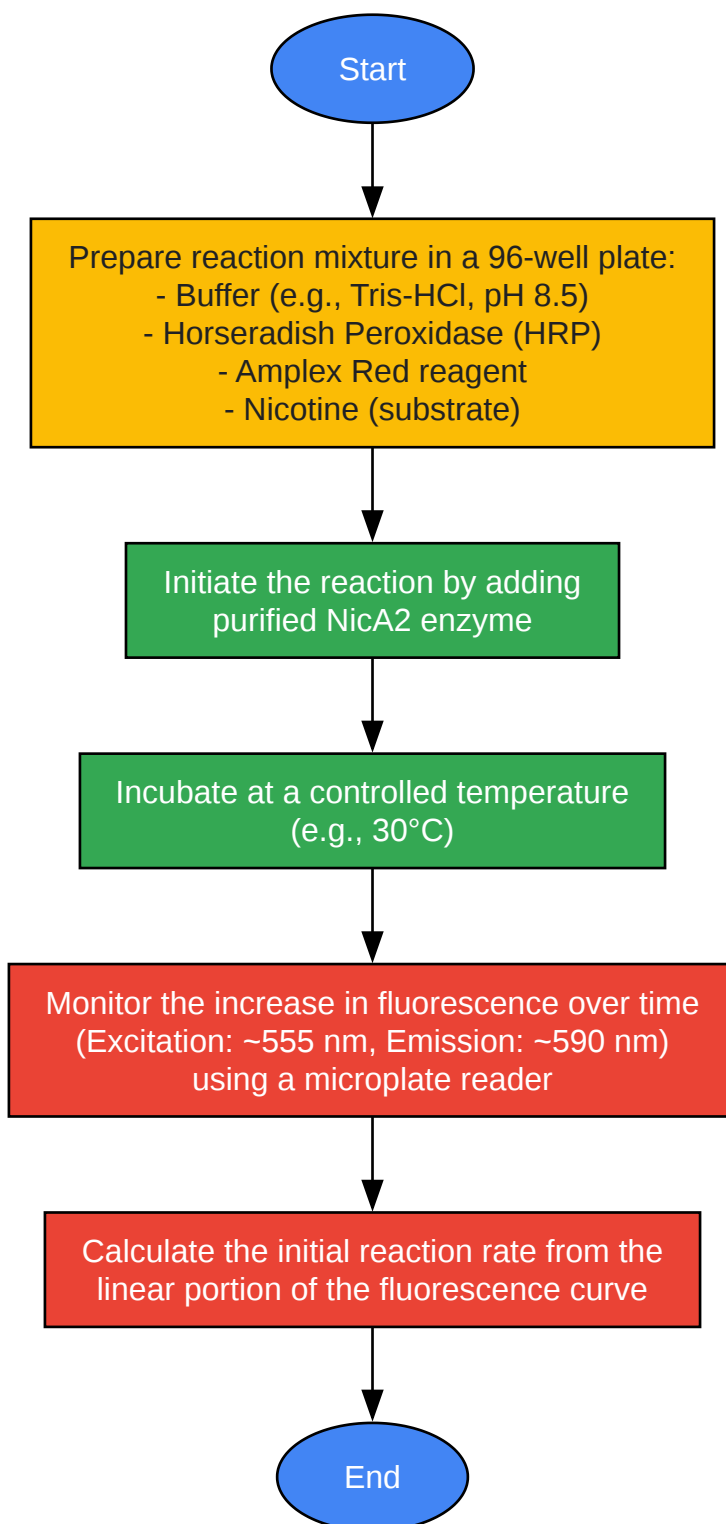 Start
Prepare reaction mixture in a 96-well plate:
- Buffer (e.g., Tris-HCl, pH 8.5)
- Horseradish Peroxidase (HRP)
- Amplex Red reagent
- Nicotine (substrate)
Initiate the reaction by adding
purified NicA2 enzyme
Incubate at a controlled temperature
(e.g., 30°C)
Monitor the increase in fluorescence over time
(Excitation: ~555 nm, Emission: ~590 nm)
using a microplate reader
Calculate the initial reaction rate from the
linear portion of the fluorescence curve
End